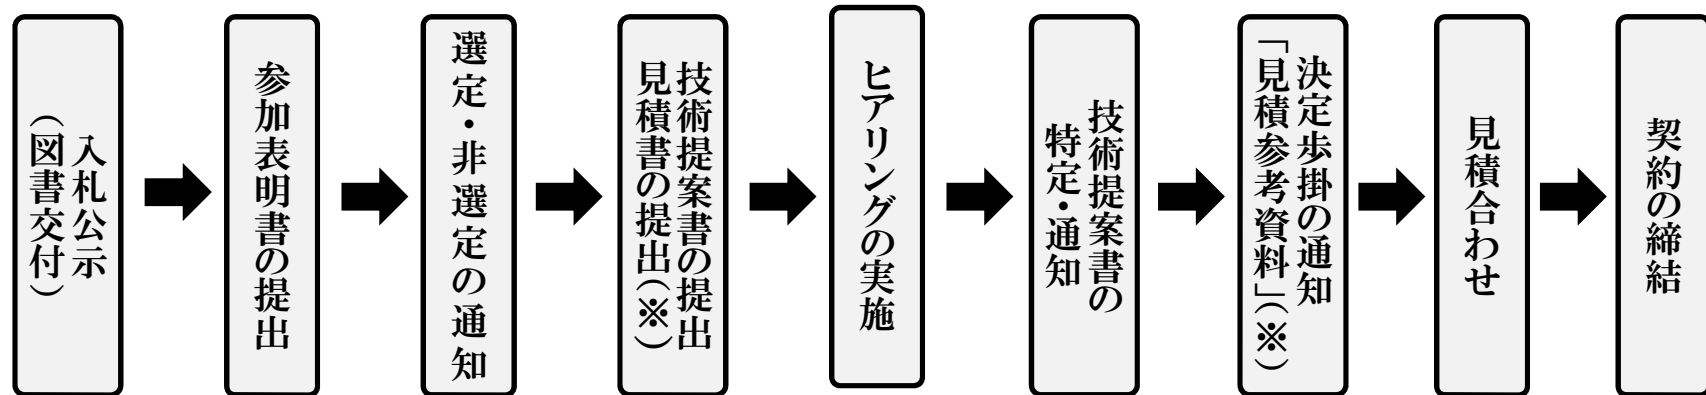 入札公示
（図書交付）
参加表明書の提出
選定・非選定の通知
技術提案書の提出
見積書の提出（※）
ヒアリングの実施
技術提案書の
特定・通知
決定歩掛の通知
「見積参考資料」（※）
見積合わせ
契約の締結